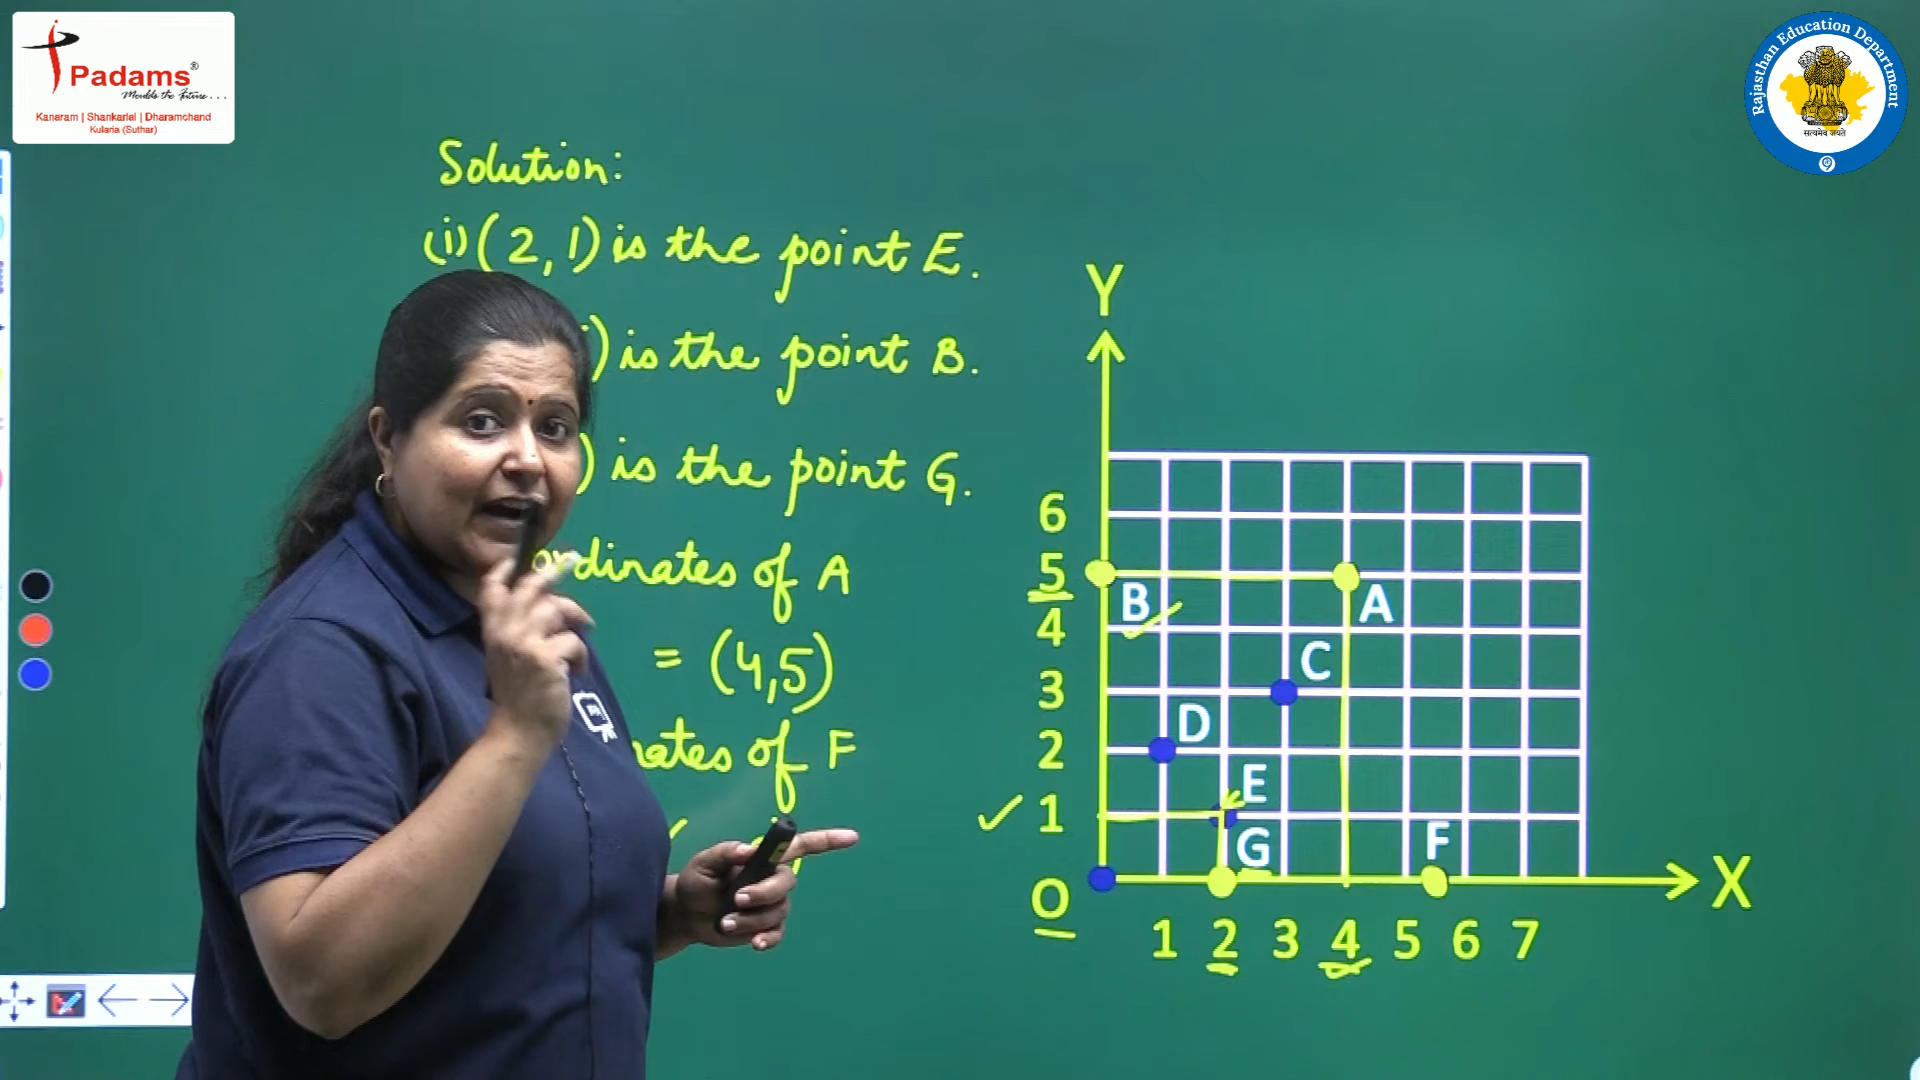 Padams®
Moulds the Future...
Kanaram | Shankarlal | Dharamchand
Kularia (Suthar)
Rajasthan Education Department
सत्यमेव जयते
Solution:
(i) (2,1) is the point E.
) is the point B.
) is the point G.
ordinates of A
= (4,5)
nates of F
Y
6
5
4
3
2
1
O
B
A
C
D
E
G
F
X
1 2 3 4 5 6 7